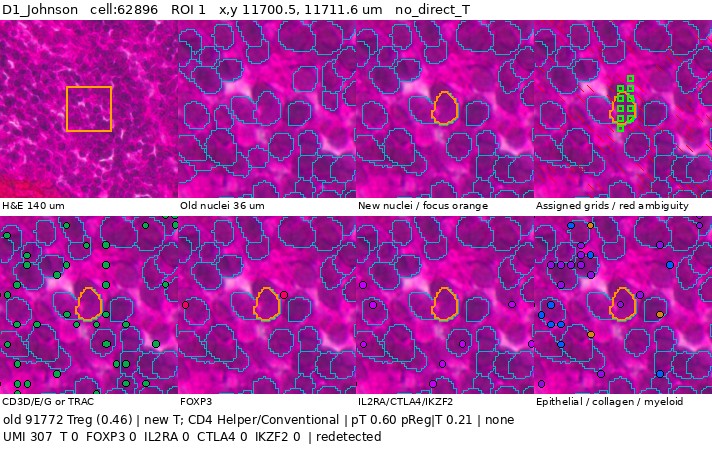 D1_Johnson   cell:62896   ROI 1   x,y 11700.5, 11711.6 um   no_direct_T
H&E 140 um
Old nuclei 36 um
New nuclei / focus orange
Assigned grids / red ambiguity
CD3D/E/G or TRAC
FOXP3
IL2RA/CTLA4/IKZF2
Epithelial / collagen / myeloid
old 91772 Treg (0.46) | new T; CD4 Helper/Conventional | pT 0.60 pReg|T 0.21 | none
UMI 307  T 0  FOXP3 0  IL2RA 0  CTLA4 0  IKZF2 0  | redetected